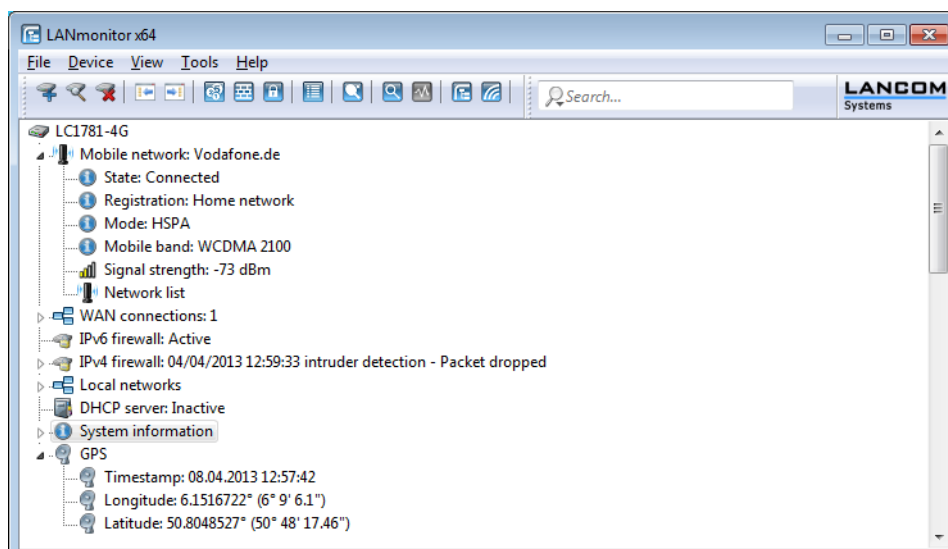 LANmonitor x64
File Device View Tools Help
Search...
LANCOM
Systems
LC1781-4G
Mobile network: Vodafone.de
State: Connected
Registration: Home network
Mode: HSPA
Mobile band: WCDMA 2100
Signal strength: -73 dBm
Network list
WAN connections: 1
IPv6 firewall: Active
IPv4 firewall: 04/04/2013 12:59:33 intruder detection - Packet dropped
Local networks
DHCP server: Inactive
System information
GPS
Timestamp: 08.04.2013 12:57:42
Longitude: 6.1516722° (6° 9' 6.1")
Latitude: 50.8048527° (50° 48' 17.46")